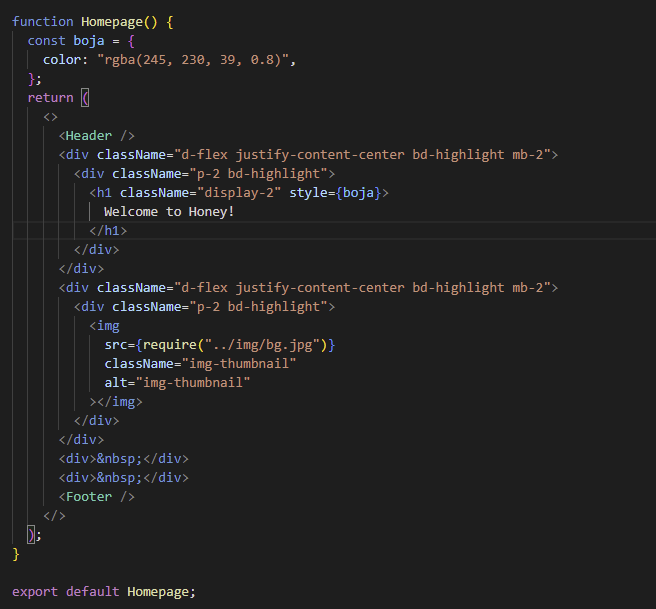 function Homepage() {
  const boja = {
    color: "rgba(245, 230, 39, 0.8)",
  };
  return (
    <>
      <Header />
      <div className="d-flex justify-content-center bd-highlight mb-2">
        <div className="p-2 bd-highlight">
          <h1 className="display-2" style={boja}>
            Welcome to Honey!
          </h1>
        </div>
      </div>
      <div className="d-flex justify-content-center bd-highlight mb-2">
        <div className="p-2 bd-highlight">
          <img
            src={require("../img/bg.jpg")}
            className="img-thumbnail"
            alt="img-thumbnail"
          ></img>
        </div>
      </div>
      <div>&nbsp;</div>
      <div>&nbsp;</div>
      <Footer />
    </>
  );
}

export default Homepage;